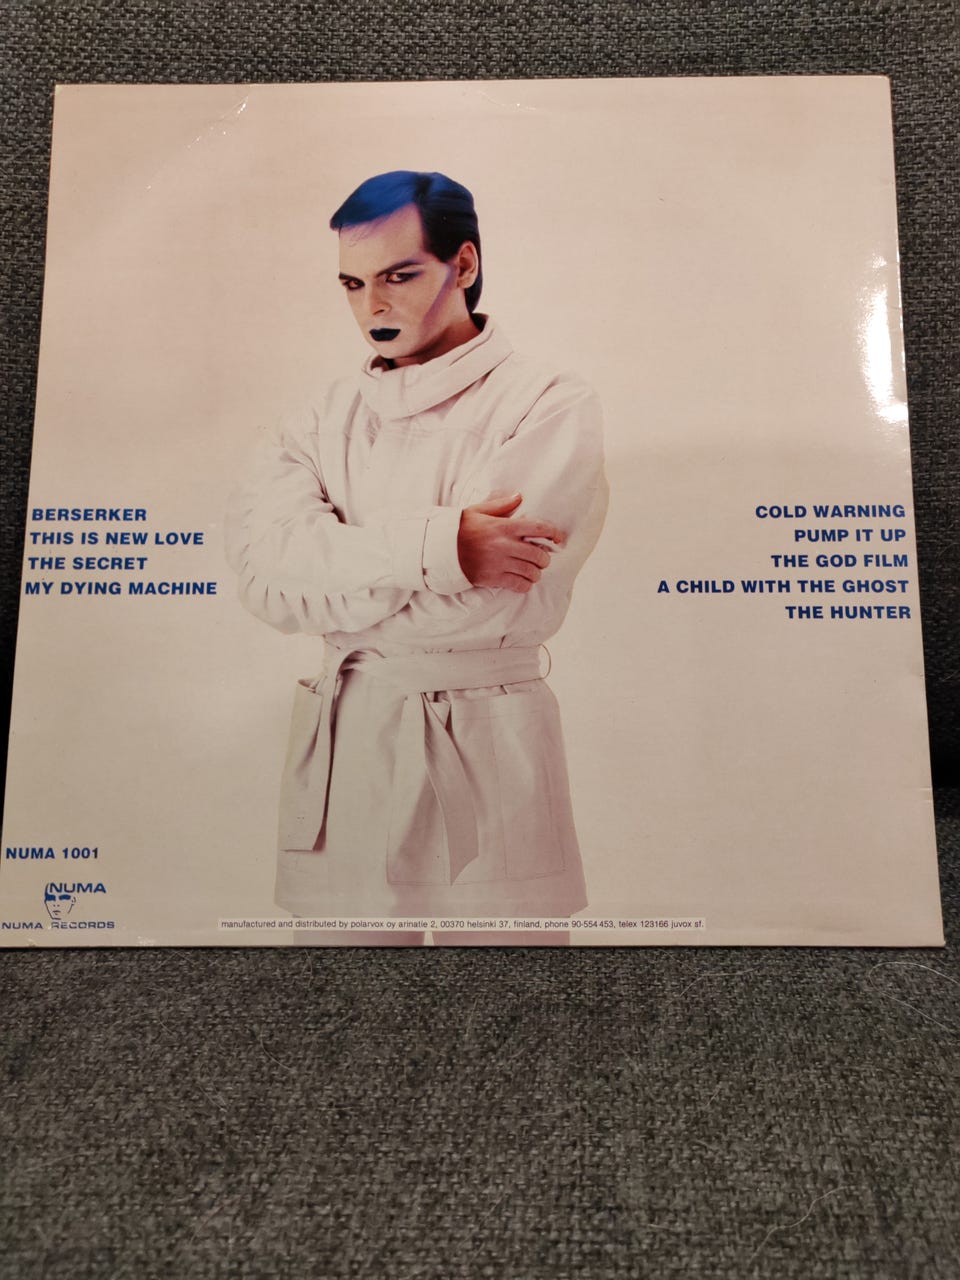 BERSERKER
THIS IS NEW LOVE
THE SECRET
MY DYING MACHINE
COLD WARNING
PUMP IT UP
THE GOD FILM
A CHILD WITH THE GHOST
THE HUNTER
NUMA 1001
NUMA
NUMA RECORDS
manufactured and distributed by polarvox oy arinatie 2, 00370 helsinki 37, finland, phone 90-554 453, telex 123166 juvox sf.